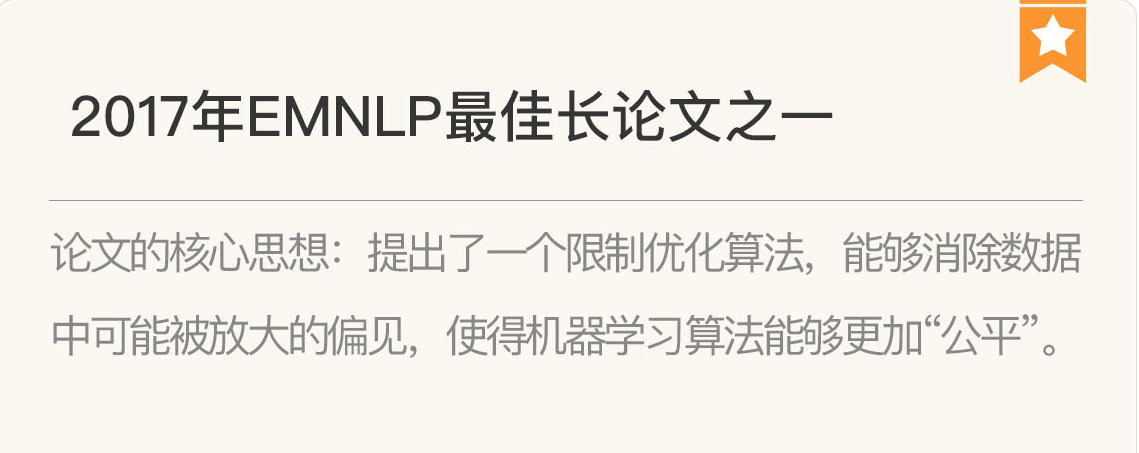 2017年EMNLP最佳长论文之一
论文的核心思想：提出了一个限制优化算法，能够消除数据
中可能被放大的偏见，使得机器学习算法能够更加“公平”。